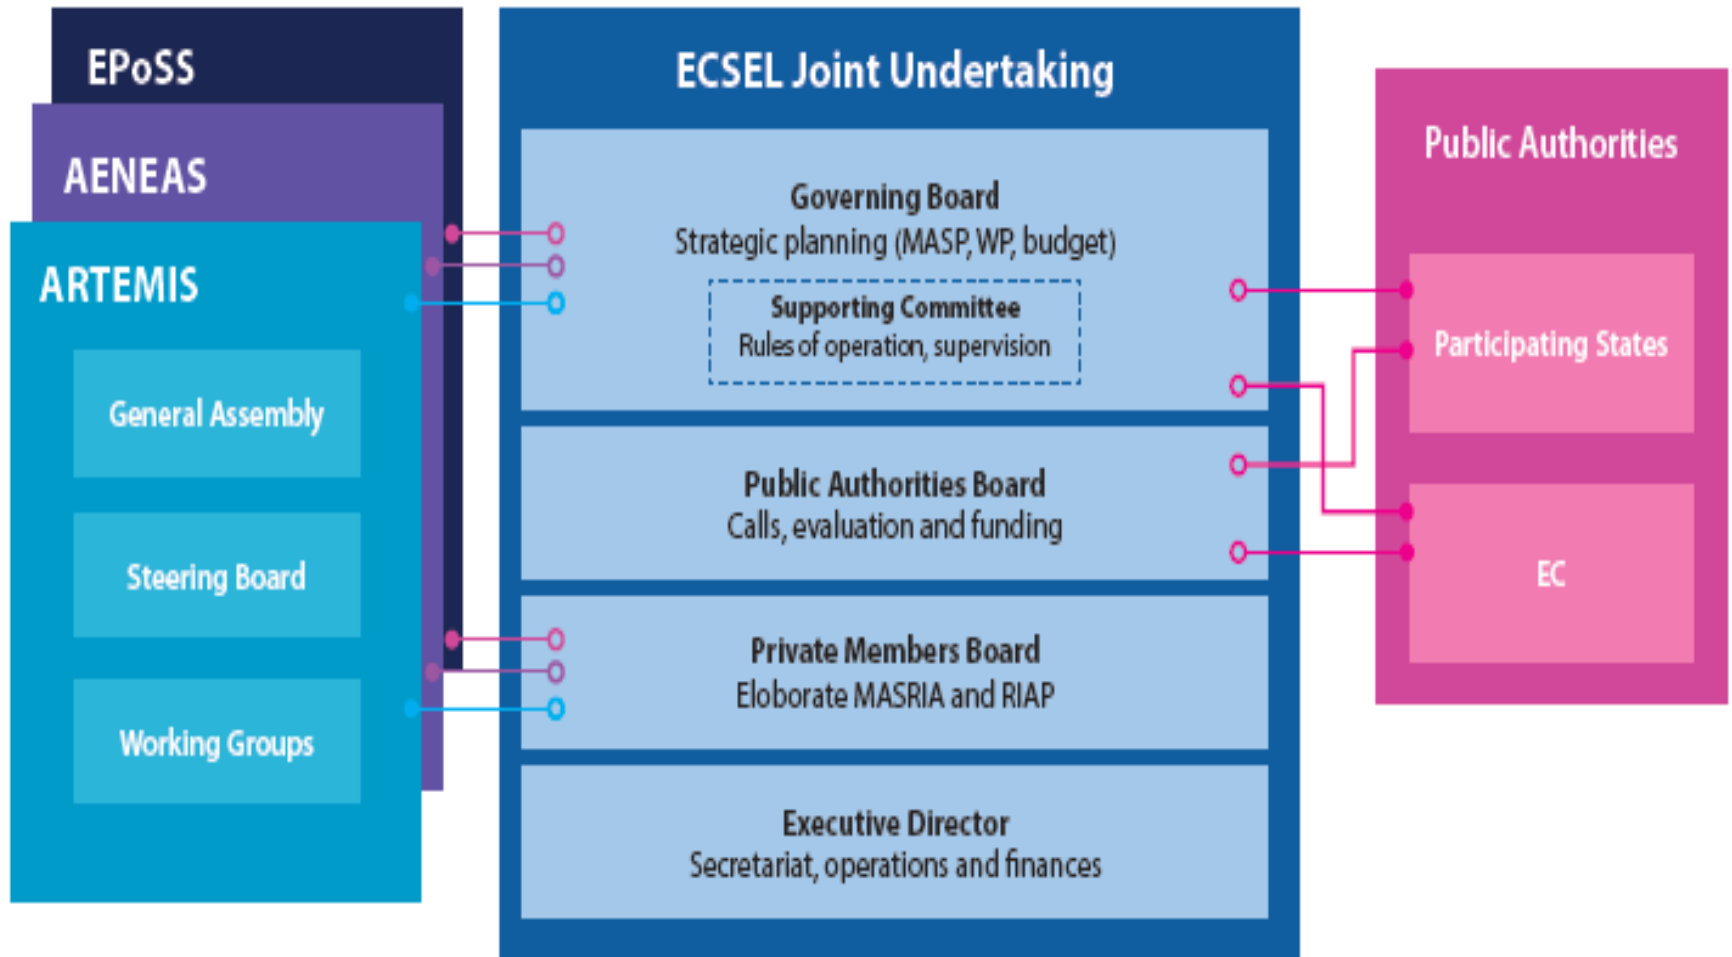 EPoSS
AENEAS
ARTEMIS
General Assembly
Steering Board
Working Groups
ECSEL Joint Undertaking
Governing Board
Strategic planning (MASP, WP, budget)
Supporting Committee
Rules of operation, supervision
Public Authorities Board
Calls, evaluation and funding
Private Members Board
Eloborate MASRIA and RIAP
Executive Director
Secretariat, operations and finances
Public Authorities
Participating States
EC